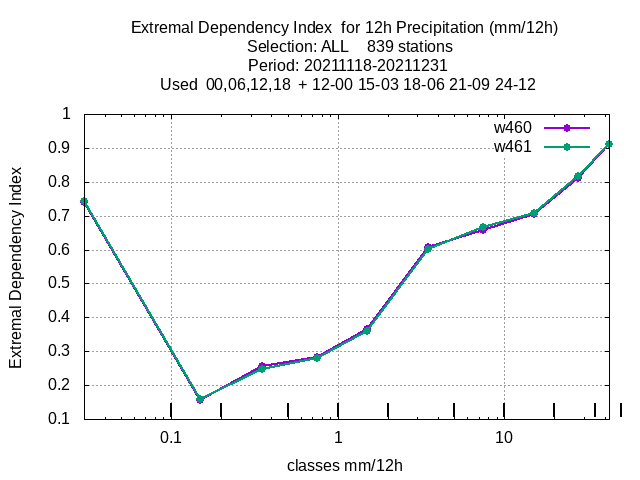 Extremal Dependency Index  for 12h Precipitation (mm/12h)
Selection: ALL    839 stations
Period: 20211118-20211231
Used  00,06,12,18  + 12-00 15-03 18-06 21-09 24-12
w460
w461
Extremal Dependency Index
1
0.9
0.8
0.7
0.6
0.5
0.4
0.3
0.2
0.1
0.1 1 10
classes mm/12h